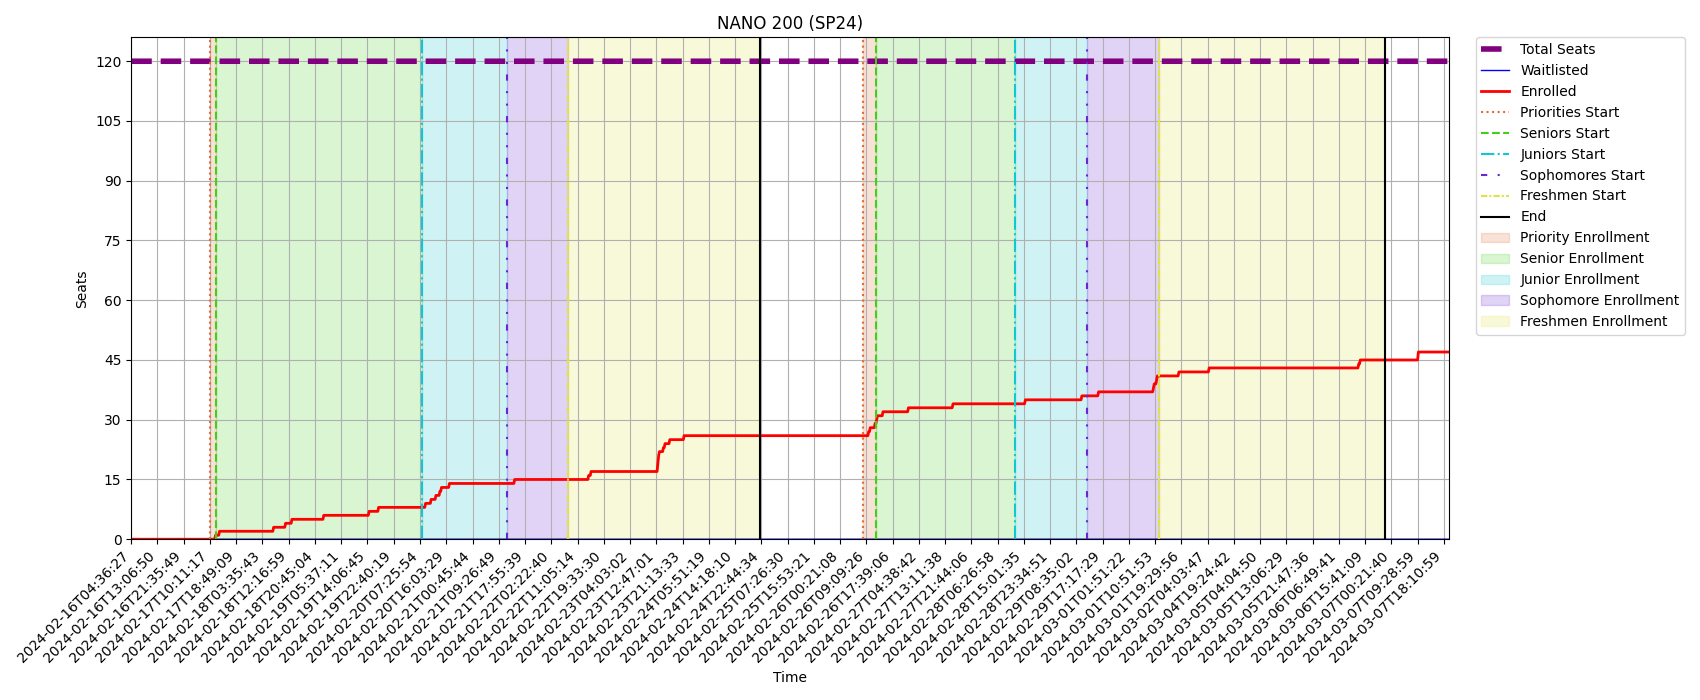 NANO 200 (SP24)
Seats
120
105
90
75
60
45
30
15
0
2024-02-16T04:36:27
2024-02-16T13:06:50
2024-02-16T21:35:49
2024-02-17T10:11:17
2024-02-17T18:49:09
2024-02-18T03:35:43
2024-02-18T12:16:59
2024-02-18T20:45:04
2024-02-19T05:37:11
2024-02-19T14:06:45
2024-02-19T22:40:19
2024-02-20T07:25:54
2024-02-20T16:03:29
2024-02-21T00:45:44
2024-02-21T09:26:49
2024-02-21T17:55:39
2024-02-22T02:22:40
2024-02-22T11:05:14
2024-02-22T19:33:30
2024-02-23T04:03:02
2024-02-23T12:47:01
2024-02-23T21:13:33
2024-02-24T05:51:19
2024-02-24T14:18:10
2024-02-24T22:44:34
2024-02-25T07:26:30
2024-02-25T15:53:21
2024-02-26T00:21:08
2024-02-26T09:09:26
2024-02-26T17:39:06
2024-02-27T04:38:42
2024-02-27T13:11:38
2024-02-27T21:44:06
2024-02-28T06:26:58
2024-02-28T15:01:35
2024-02-28T23:34:51
2024-02-29T08:35:02
2024-02-29T17:17:29
2024-03-01T01:51:22
2024-03-01T10:51:53
2024-03-01T19:29:56
2024-03-02T04:03:47
2024-03-04T19:24:42
2024-03-05T04:04:50
2024-03-05T13:06:29
2024-03-05T21:47:36
2024-03-06T06:49:41
2024-03-06T15:41:09
2024-03-07T00:21:40
2024-03-07T09:28:59
2024-03-07T18:10:59
Time
Total Seats
Waitlisted
Enrolled
Priorities Start
Seniors Start
Juniors Start
Sophomores Start
Freshmen Start
End
Priority Enrollment
Senior Enrollment
Junior Enrollment
Sophomore Enrollment
Freshmen Enrollment